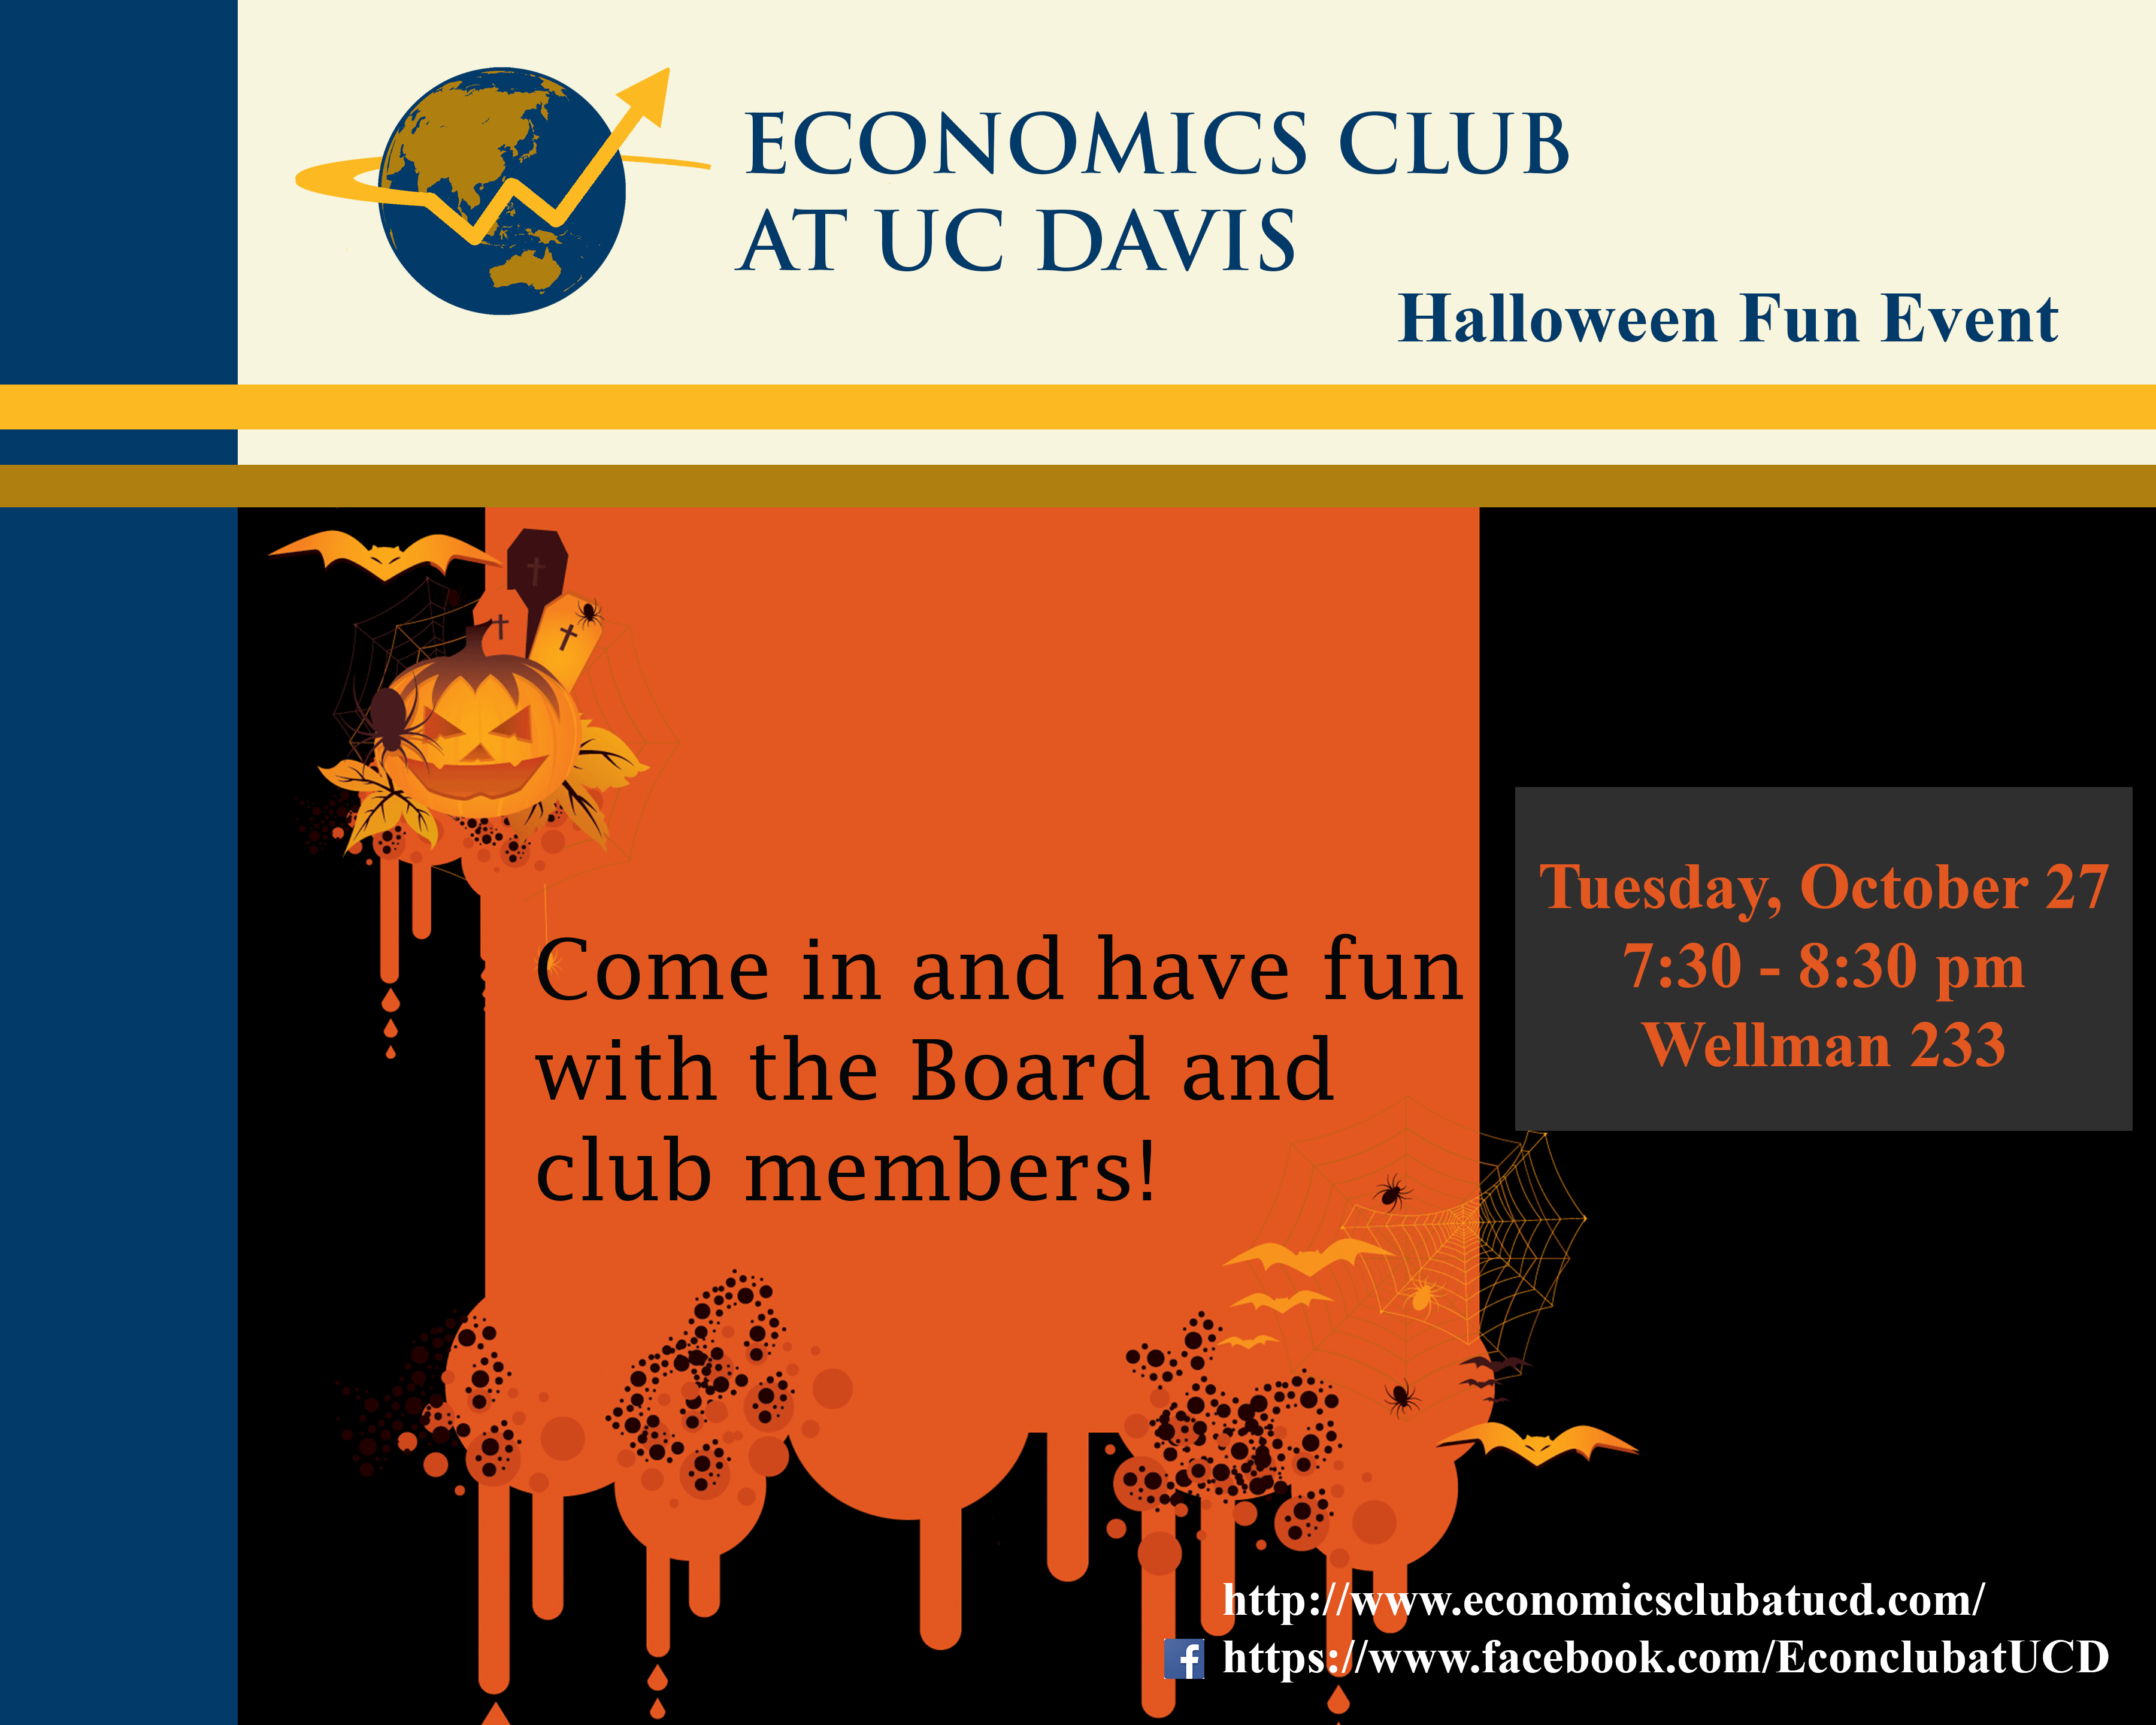 ECONOMICS CLUB
AT UC DAVIS
Halloween Fun Event
Come in and have fun
with the Board and
club members!
Tuesday, October 27
7:30 - 8:30 pm
Wellman 233
http://www.economicsclubatucd.com/
https://www.facebook.com/EconclubatUCD